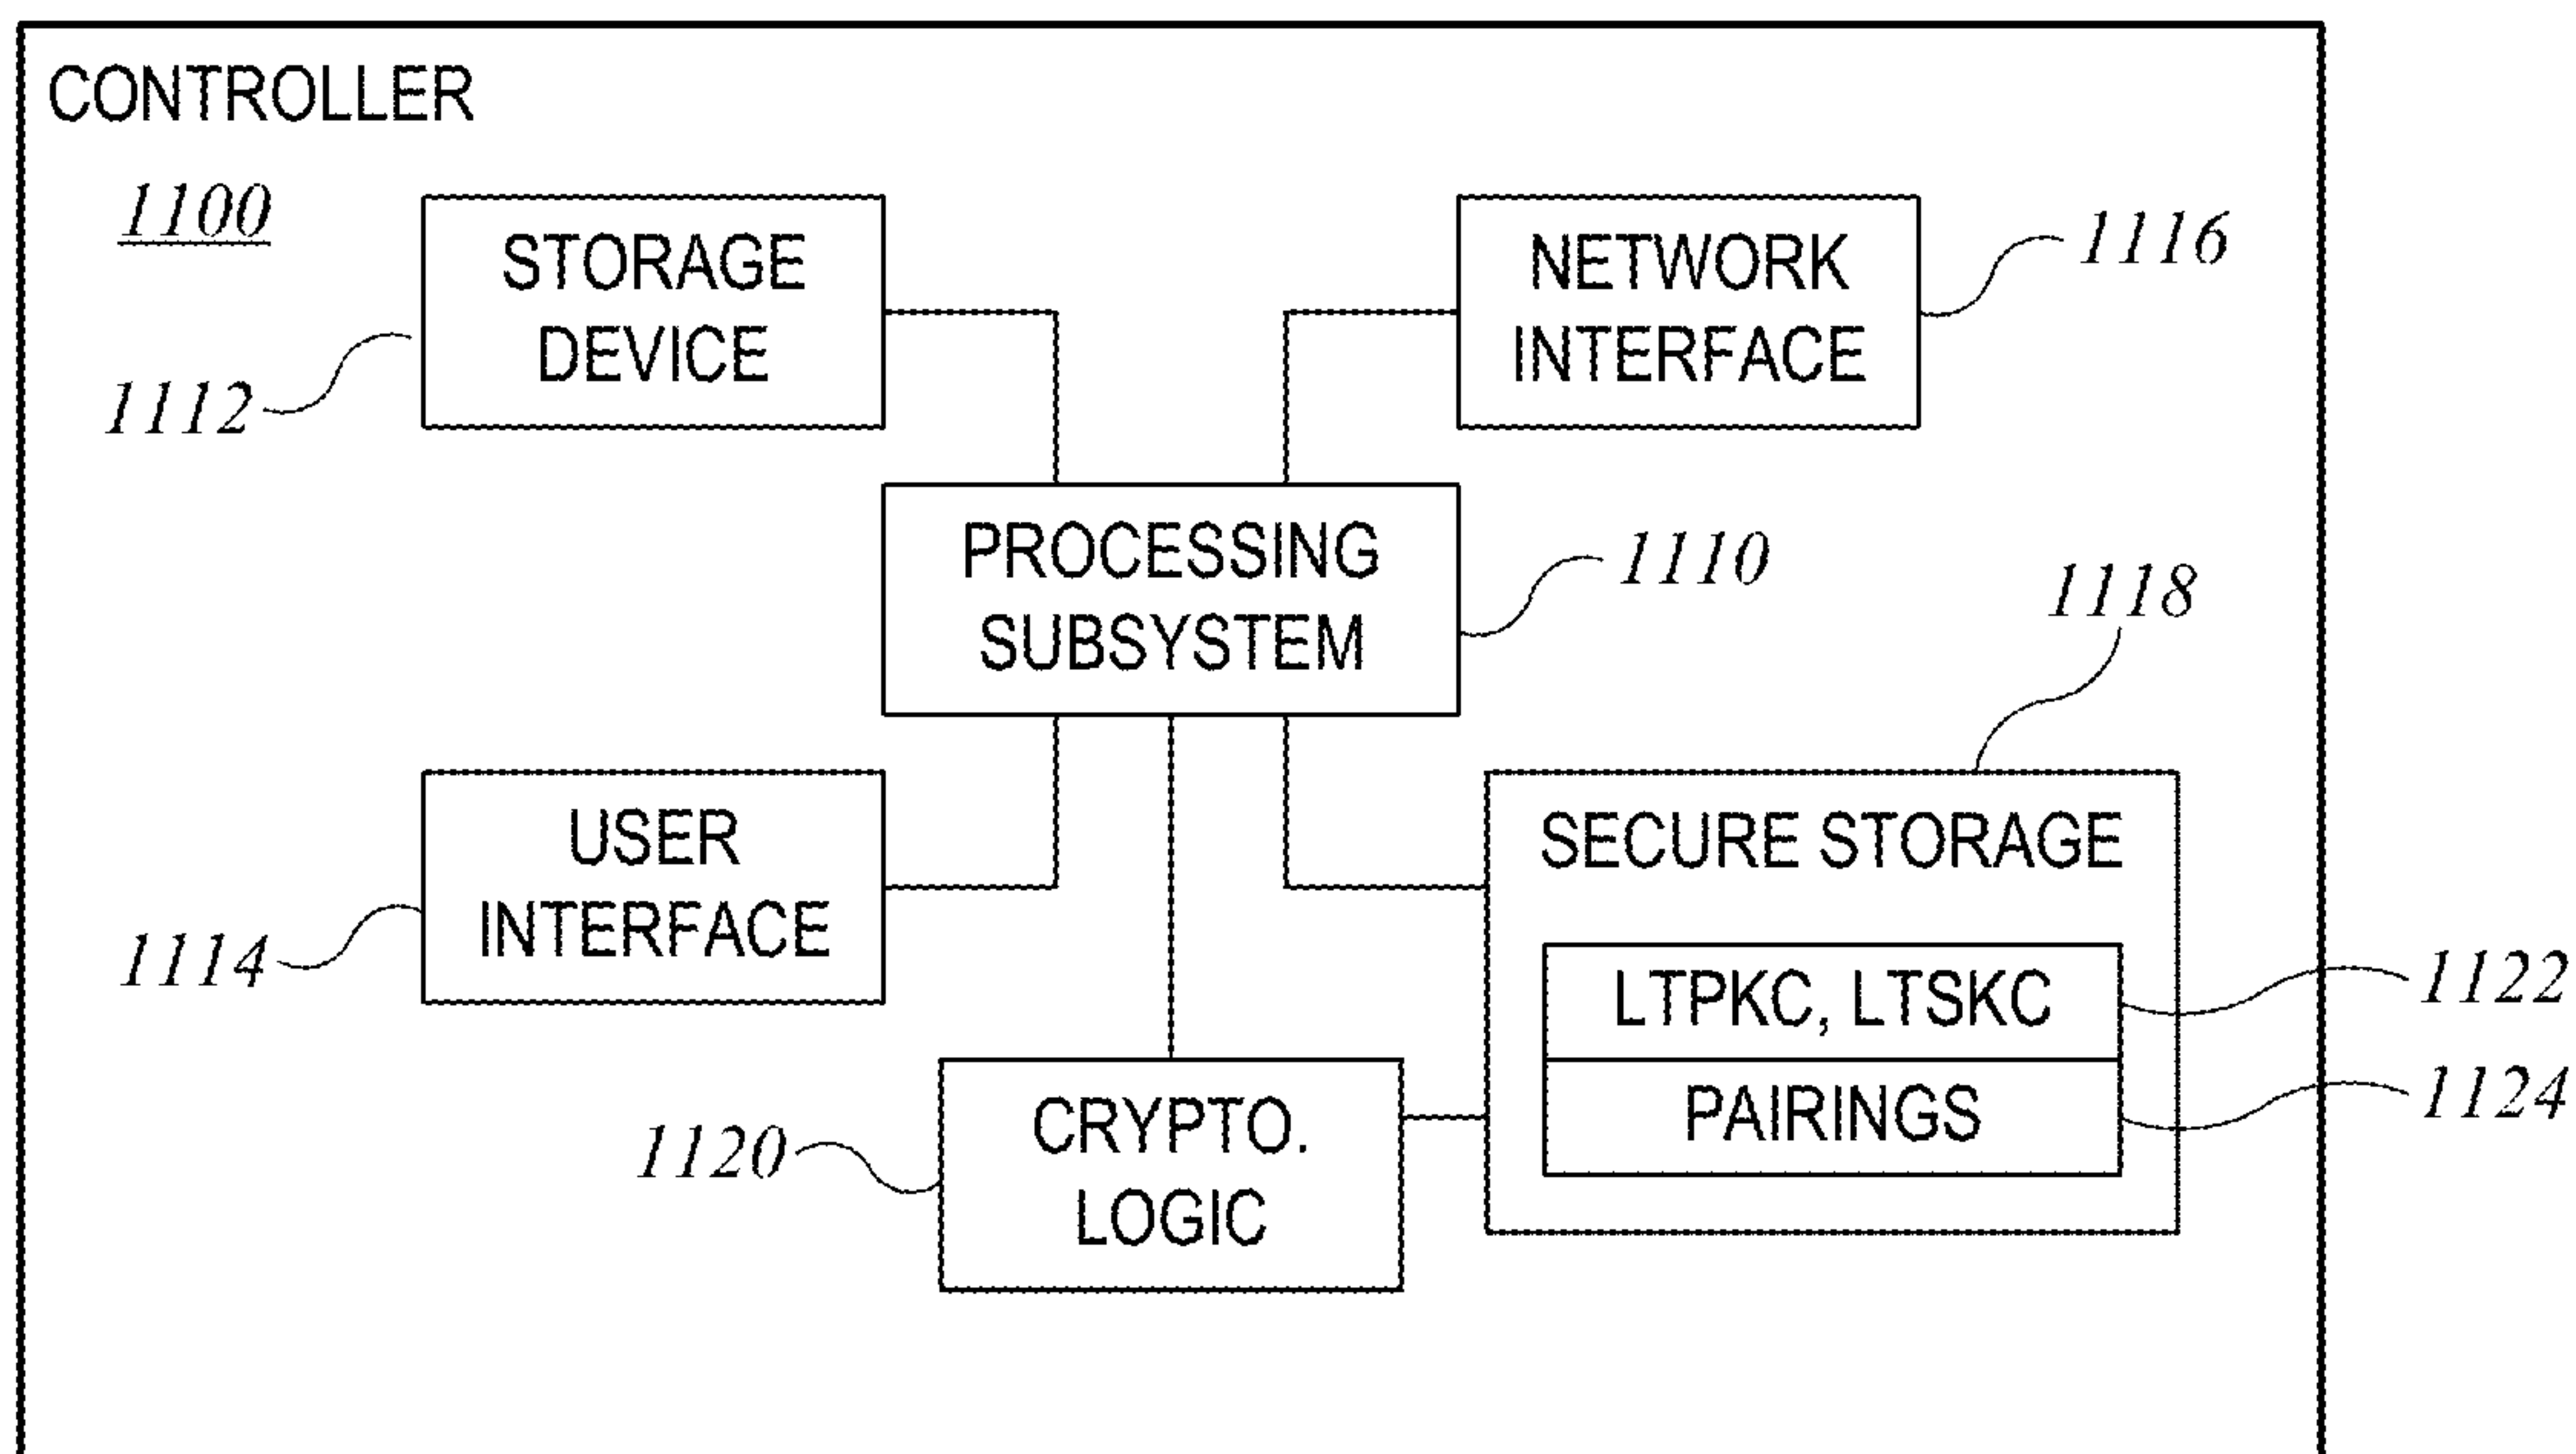 CONTROLLER
1100
STORAGE
DEVICE
1112
NETWORK
INTERFACE
1116
PROCESSING
SUBSYSTEM
1110
1118
USER
INTERFACE
1114
SECURE STORAGE
LTPKC, LTSKC
1122
PAIRINGS
1124
CRYPTO.
LOGIC
1120